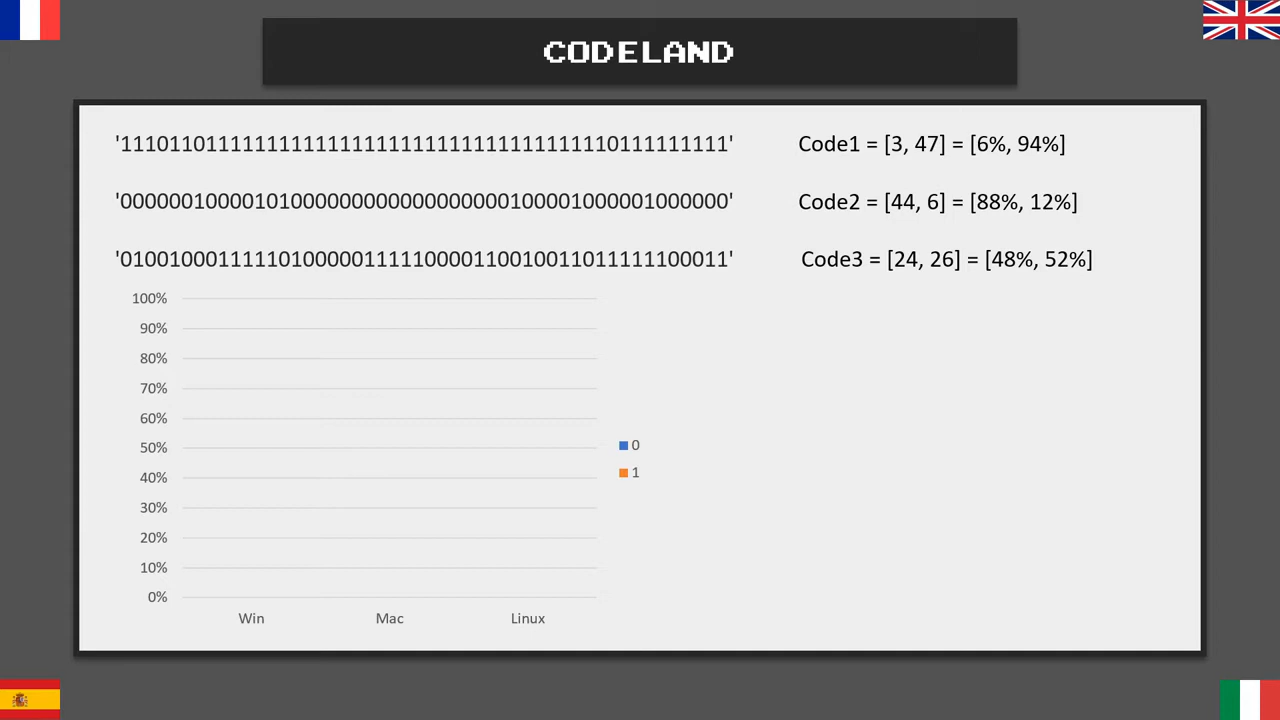 CODELAND
'11101101111111111111111111111111111111110111111111' Code1 = [3, 47] = [6%, 94%]
'00000010000101000000000000000000100001000001000000' Code2 = [44, 6] = [88%, 12%]
'01001000111110100000111110000110010011011111100011' Code3 = [24, 26] = [48%, 52%]
100%
90%
80%
70%
60%
50%
40%
30%
20%
10%
0%
Win Mac Linux
0
1